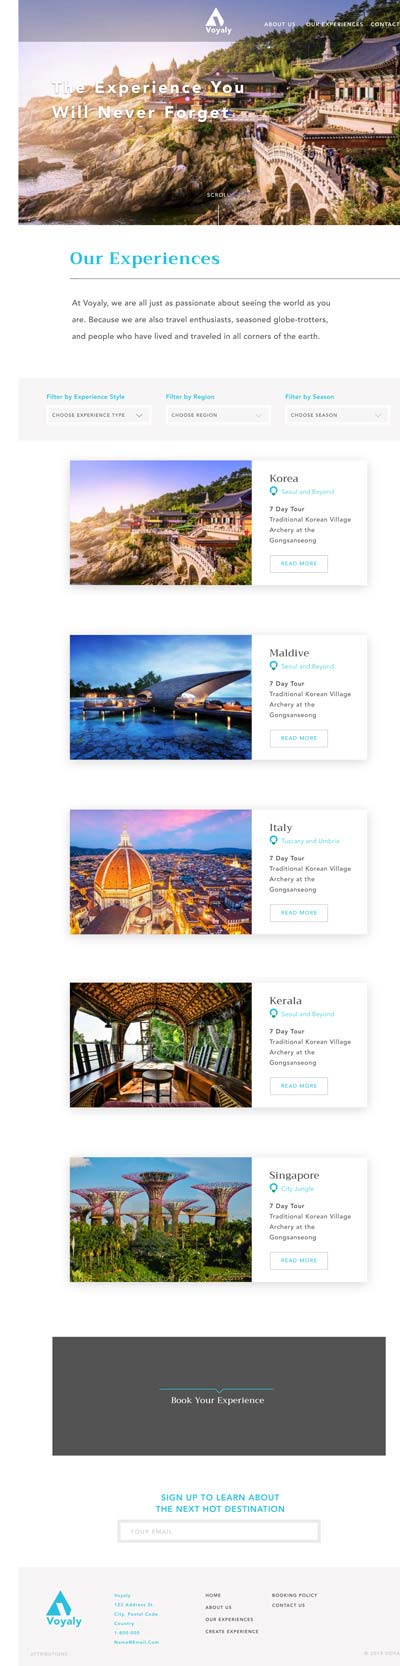 Voyaly
ABOUT US OUR EXPERIENCES CONTACT
The Experience You
Will Never Forget
SCROLL
Our Experiences
At Voyaly, we are all just as passionate about seeing the world as you
are. Because we are also travel enthusiasts, seasoned globe-trotters,
and people who have lived and traveled in all corners of the earth.
Filter by Experience Style Filter by Region Filter by Season
CHOOSE EXPERIENCE TYPE CHOOSE REGION CHOOSE SEASON
Korea
Seoul and Beyond
7 Day Tour
Traditional Korean Village
Archery at the
Gongsanseong
READ MORE
Maldive
Seoul and Beyond
7 Day Tour
Traditional Korean Village
Archery at the
Gongsanseong
READ MORE
Italy
Tuscany and Umbria
7 Day Tour
Traditional Korean Village
Archery at the
Gongsanseong
READ MORE
Kerala
Seoul and Beyond
7 Day Tour
Traditional Korean Village
Archery at the
Gongsanseong
READ MORE
Singapore
City Jungle
7 Day Tour
Traditional Korean Village
Archery at the
Gongsanseong
READ MORE
Book Your Experience
SIGN UP TO LEARN ABOUT
THE NEXT HOT DESTINATION
YOUR EMAIL
Voyaly
Voyaly
123 Address St.
City, Postal Code
Country
1-800-000
Name@Email.Com
HOME
ABOUT US
OUR EXPERIENCES
CREATE EXPERIENCE
BOOKING POLICY
CONTACT US
ATTRIBUTIONS